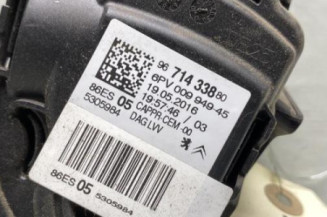 96 714 338 80
6PV 009 949-45
19.05.2016
19:57:46 / 03
86ES 05 CAPPR.CEM.00
5305984 DAG LVV
86ES 05 5305984